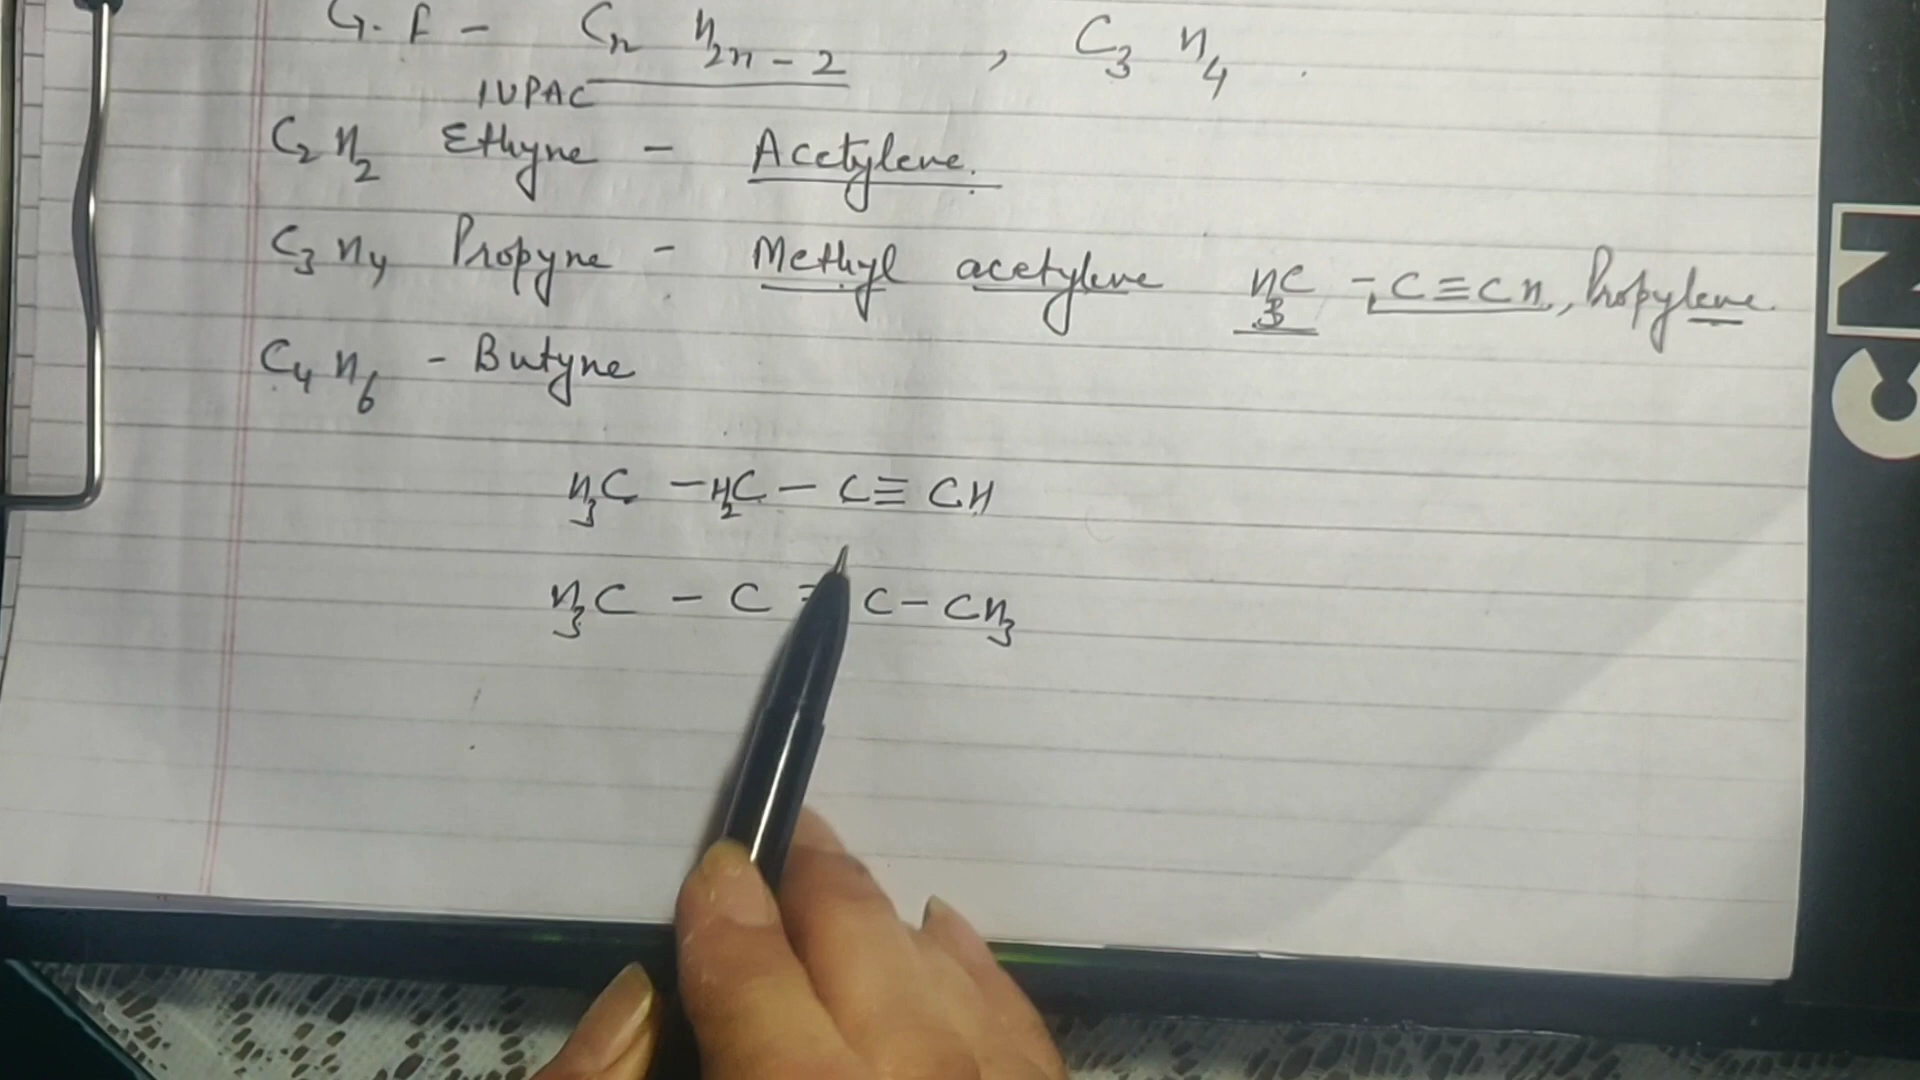 G.F - CnH2n-2 , C3H4.
IUPAC
C2H2 Ethyne - Acetylene.
C3H4 Propyne - Methyl acetylene H3C - C≡CH, Propylene
C4H6 - Butyne
H3C - H2C - C≡CH
H3C - C ≡ C - CH3
CN